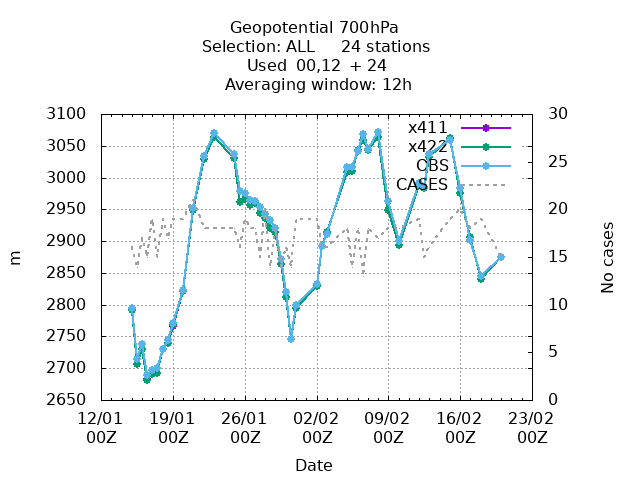 Geopotential 700hPa
Selection: ALL 24 stations
Used 00,12 + 24
Averaging window: 12h
3100
3050
3000
2950
2900
2850
2800
2750
2700
2650
m
30
25
20
15
10
5
0
No cases
x411
x422
CBS
CASES
12/01 19/01 26/01 02/02 09/02 16/02 23/02
00Z 00Z 00Z 00Z 00Z 00Z 00Z
Date